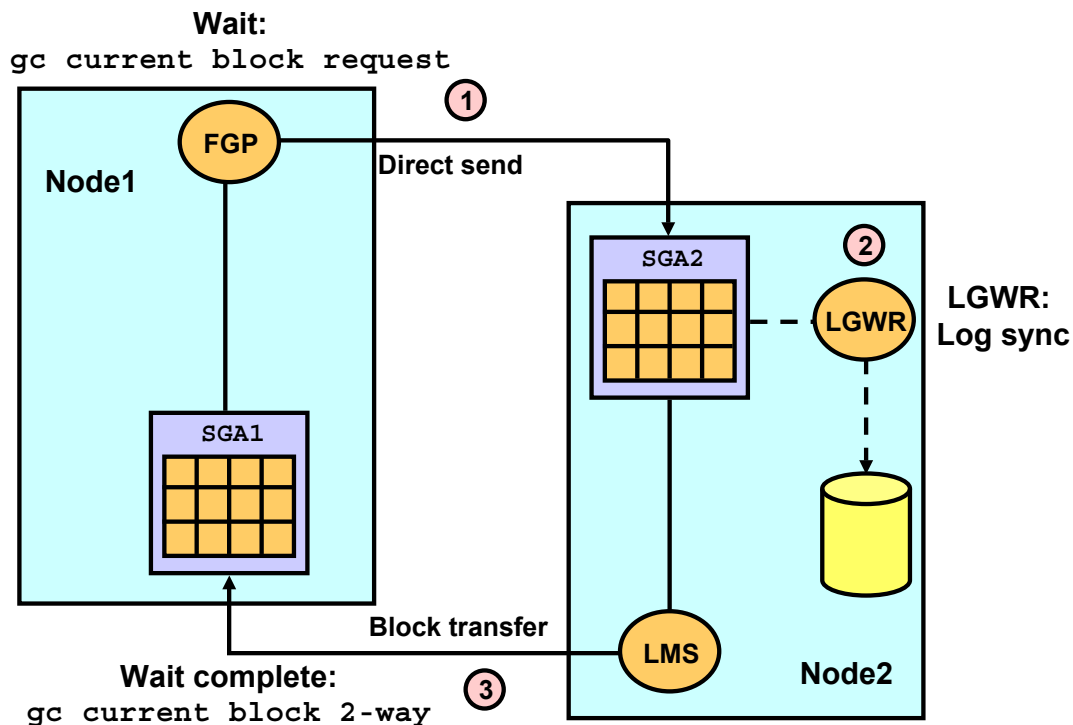 Wait:
gc current block request
1
FGP
Direct send
Node1
2
SGA2
LGWR
LGWR:
Log sync
SGA1
Block transfer
LMS
Node2
Wait complete:
3
gc current block 2-way